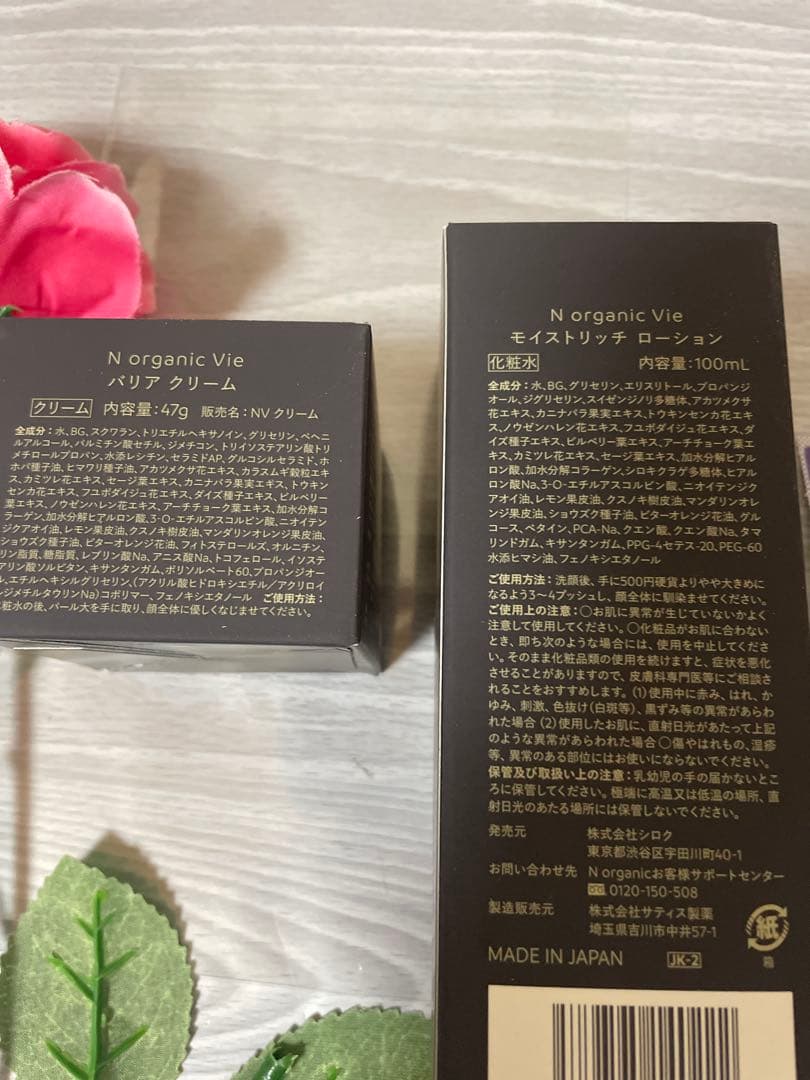 N organic Vie
バリア クリーム
クリーム 内容量:47g 販売名:NV クリーム
全成分:水、BG、スクワラン、トリエチルヘキサノイン、グリセリン、ベヘニ
ルアルコール、パルミチン酸セチル、ジメチコン、トリイソステアリン酸トリ
メチロールプロパン、水添レシチン、セラミドAP、グルコシルセラミド、ホ
ホバ種子油、ヒマワリ種子油、アカツメクサ花エキス、カラスムギ穀粒エキ
ス、カミツレ花エキス、セージ葉エキス、カニナバラ果実エキス、トウキン
センカ花エキス、フユボダイジュ花エキス、ダイズ種子エキス、ビルベリー
葉エキス、ノウゼンハレン花エキス、アーチチョーク葉エキス、加水分解コ
ラーゲン、加水分解ヒアルロン酸、3-O-エチルアスコルビン酸、ニオイテン
ジクアオイ油、レモン果皮油、クスノキ樹皮油、マンダリンオレンジ果皮油、
ショウズク子油、ビターオレンジ花油、フィトステロールズ、オルニチン、
リン脂質、糖脂質、レブリン酸Na、アニス酸Na、トコフェロール、イソステ
アリン酸ソルビタン、キサンタンガム、ポリソルベート60、プロパンジオー
ル、エチルヘキシルグリセリン、(アクリル酸ヒドロキシエチル/アクリロイ
ルジメチルタウリンNa)コポリマー、フェノキシエタノール ご使用方法:
化粧水の後、パール大を手に取り、顔全体に優しくなじませてください。
N organic Vie
モイストリッチ ローション
化粧水 内容量:100mL
全成分:水、BG、グリセリン、エリスリトール、プロパンジ
オール、ジグリセリン、スイゼンジノリ多糖体、アカツメクサ
花エキス、カニナバラ果実エキス、トウキンセンカ花エキ
ス、ノウゼンハレン花エキス、フユボダイジュ花エキス、ダ
イズ種子エキス、ビルベリー葉エキス、アーチチョーク葉エ
キス、カミツレ花エキス、セージ葉エキス、加水分解ヒアル
ロン酸、加水分解コラーゲン、シロキクラゲ多糖体、ヒアル
ロン酸Na、3-O-エチルアスコルビン酸、ニオイテンジク
アオイ油、レモン果皮油、クスノキ樹皮油、マンダリンオレ
ンジ果皮油、ショウズク子油、ビターオレンジ花油、グル
コース、ベタイン、PCA-Na、クエン酸、クエン酸Na、タマ
リンドガム、キサンタンガム、PPG-4セテス-20、PEG-60
水添ヒマシ油、フェノキシエタノール
ご使用方法:洗顔後、手に500円硬貨よりやや大きめに
なるよう3~4プッシュし、顔全体に馴染ませてください。
ご使用上の注意:○お肌に異常が生じていないかよく
注意して使用してください。○化粧品がお肌に合わない
とき、即ち次のような場合には、使用を中止してくださ
い。そのまま化粧品類の使用を続けますと、症状を悪化
させることがありますので、皮膚科専門医等にご相談さ
れることをおすすめします。(1)使用中に赤み、はれ、か
ゆみ、刺激、色抜け(白斑等)、黒ずみ等の異常があらわ
れた場合 (2)使用したお肌に、直射日光があたって上記
のような異常があらわれた場合 ○傷やはれもの、湿疹
等、異常のある部位にはお使いにならないでください。
保管及び取扱い上の注意:乳幼児の手の届かないとこ
ろに保管してください。極端に高温又は低温の場所、直
射日光のあたる場所には保管しないでください。
発売元 株式会社シロク
東京都渋谷区宇田川町40-1
お問い合わせ先 N organicお客様サポートセンター
0120-150-508
製造販売元 株式会社サティス製薬
埼玉県吉川市中井57-1
紙
箱
MADE IN JAPAN JK-2